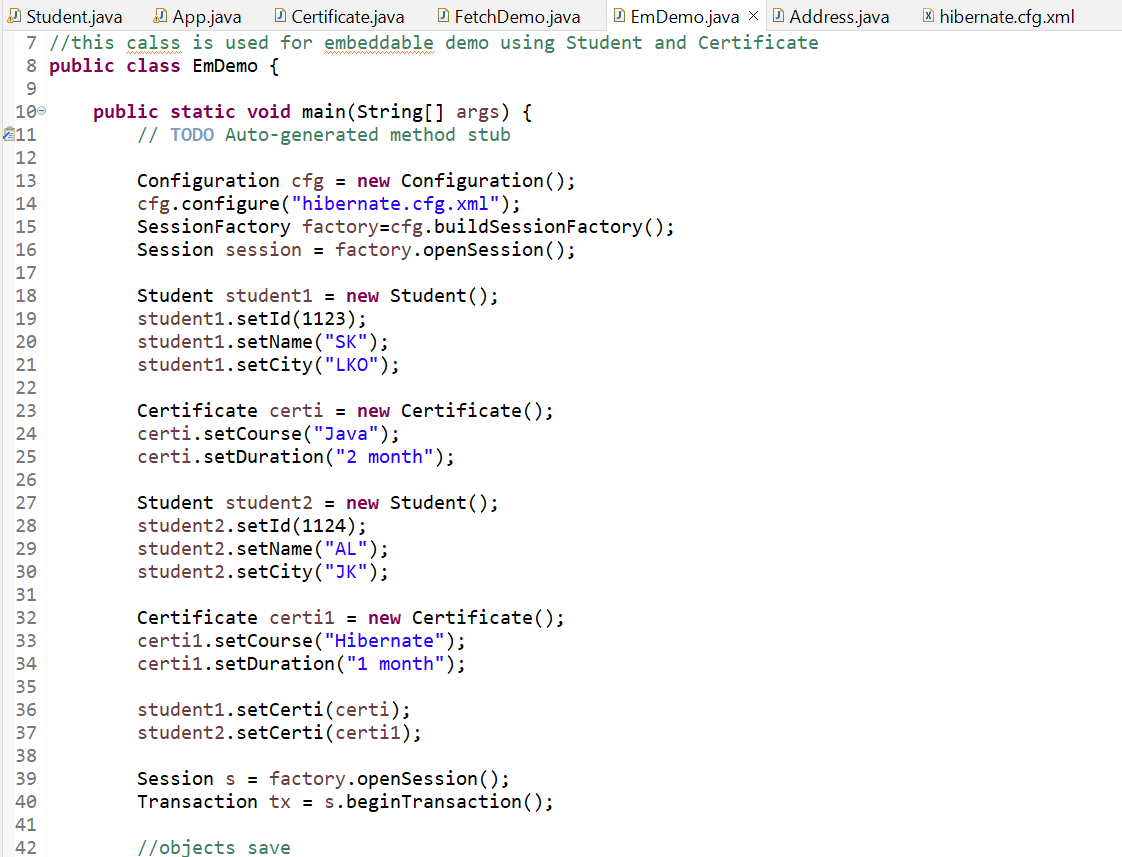 Student.java App.java Certificate.java FetchDemo.java EmDemo.java Address.java hibernate.cfg.xml
7 //this calss is used for embeddable demo using Student and Certificate
8 public class EmDemo {
9
10 public static void main(String[] args) {
11 // TODO Auto-generated method stub
12
13 Configuration cfg = new Configuration();
14 cfg.configure("hibernate.cfg.xml");
15 SessionFactory factory=cfg.buildSessionFactory();
16 Session session = factory.openSession();
17
18 Student student1 = new Student();
19 student1.setId(1123);
20 student1.setName("SK");
21 student1.setCity("LKO");
22
23 Certificate certi = new Certificate();
24 certi.setCourse("Java");
25 certi.setDuration("2 month");
26
27 Student student2 = new Student();
28 student2.setId(1124);
29 student2.setName("AL");
30 student2.setCity("JK");
31
32 Certificate certi1 = new Certificate();
33 certi1.setCourse("Hibernate");
34 certi1.setDuration("1 month");
35
36 student1.setCerti(certi);
37 student2.setCerti(certi1);
38
39 Session s = factory.openSession();
40 Transaction tx = s.beginTransaction();
41
42 //objects save